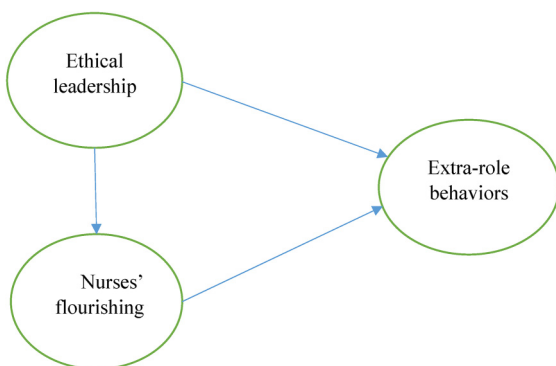 Ethical
leadership
Extra-role
behaviors
Nurses’
flourishing